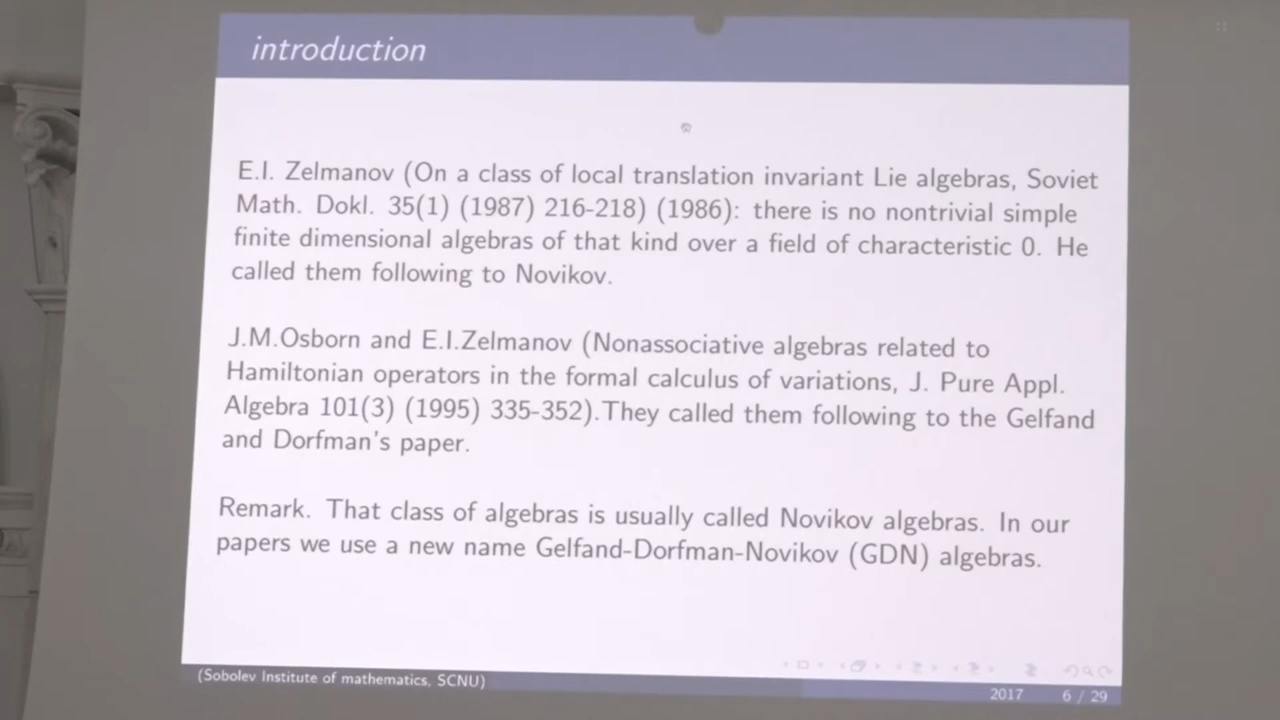 introduction
E.I. Zelmanov (On a class of local translation invariant Lie algebras, Soviet
Math. Dokl. 35(1) (1987) 216-218) (1986): there is no nontrivial simple
finite dimensional algebras of that kind over a field of characteristic 0. He
called them following to Novikov.
J.M.Osborn and E.I.Zelmanov (Nonassociative algebras related to
Hamiltonian operators in the formal calculus of variations, J. Pure Appl.
Algebra 101(3) (1995) 335-352).They called them following to the Gelfand
and Dorfman's paper.
Remark. That class of algebras is usually called Novikov algebras. In our
papers we use a new name Gelfand-Dorfman-Novikov (GDN) algebras.
(Sobolev Institute of mathematics, SCNU)
2017 6 / 29